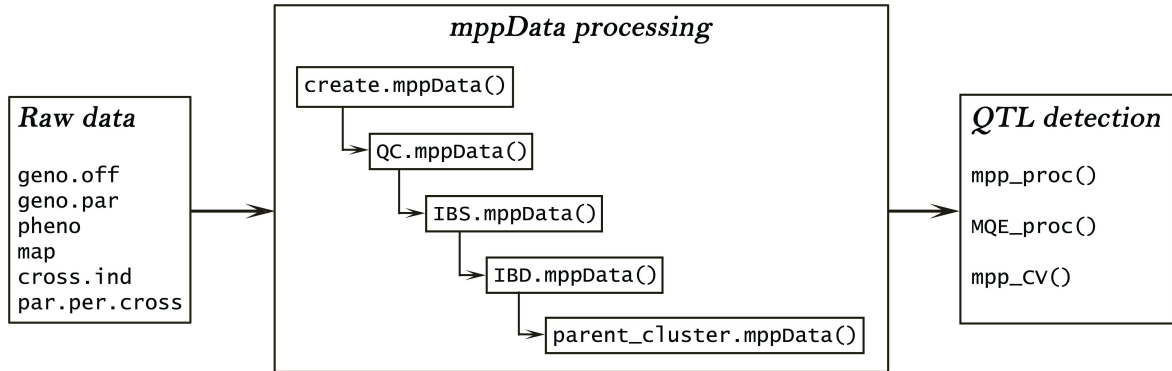 Raw data
geno.off
geno.par
pheno
map
cross.ind
par.per.cross
mppData processing
create.mppData()
QC.mppData()
IBS.mppData()
IBD.mppData()
parent_cluster.mppData()
QTL detection
mpp_proc()
MQE_proc()
mpp_CV()